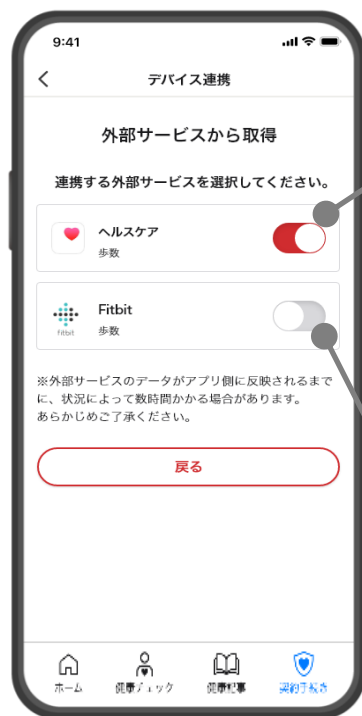 9:41
デバイス連携
外部サービスから取得
連携する外部サービスを選択してください。
ヘルスケア
歩数
Fitbit
歩数
fitbit
※外部サービスのデータがアプリ側に反映されるまで
に、状況によって数時間かかる場合があります。
あらかじめご了承ください。
戻る
ホーム
健康チェック
健康記事
契約手続き